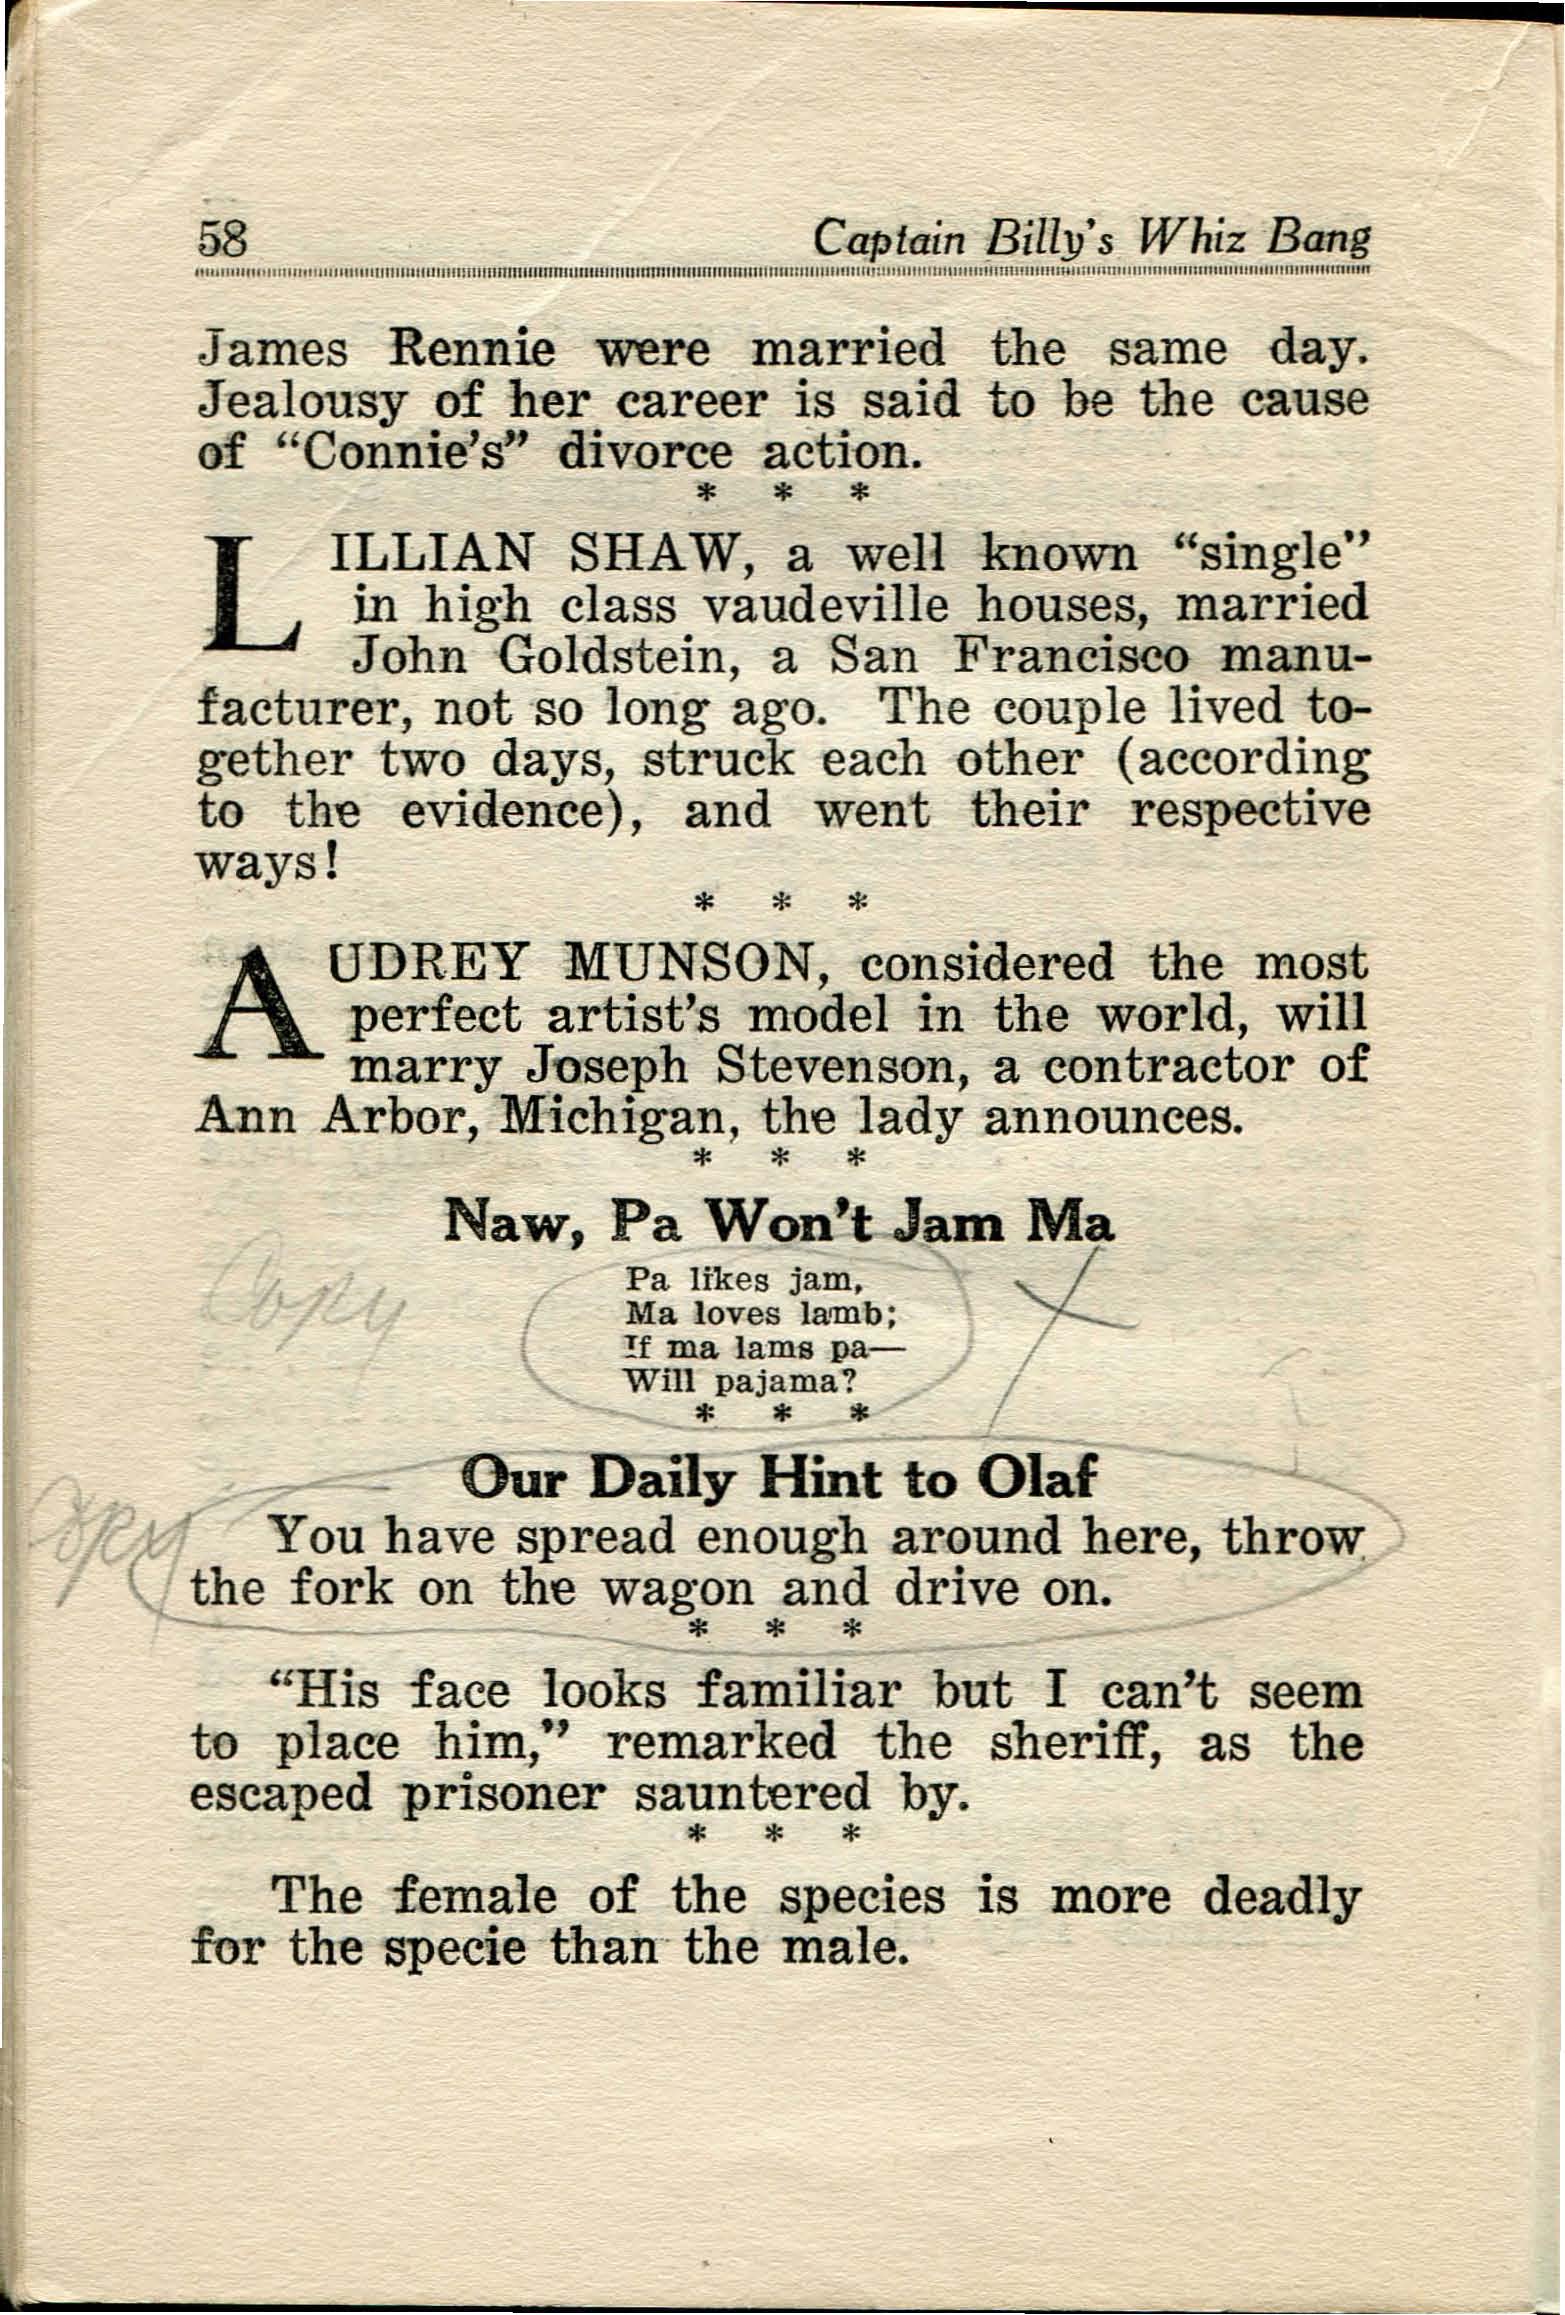 58 Captain Billy's Whiz Bang
James Rennie were married the same day.
Jealousy of her career is said to be the cause
of "Connie's" divorce action.
* * *
LILLIAN SHAW, a well known "single"
in high class vaudeville houses, married
John Goldstein, a San Francisco manu-
facturer, not so long ago. The couple lived to-
gether two days, struck each other (according
to the evidence), and went their respective
ways!
* * *
AUDREY MUNSON, considered the most
perfect artist's model in the world, will
marry Joseph Stevenson, a contractor of
Ann Arbor, Michigan, the lady announces.
* * *
Naw, Pa Won't Jam Ma
Copy
Pa likes jam,
Ma loves lamb;
If ma lams pa—
Will pajama?
* * *
Our Daily Hint to Olaf
Copy
You have spread enough around here, throw
the fork on the wagon and drive on.
* * *
"His face looks familiar but I can't seem
to place him," remarked the sheriff, as the
escaped prisoner sauntered by.
* * *
The female of the species is more deadly
for the specie than the male.